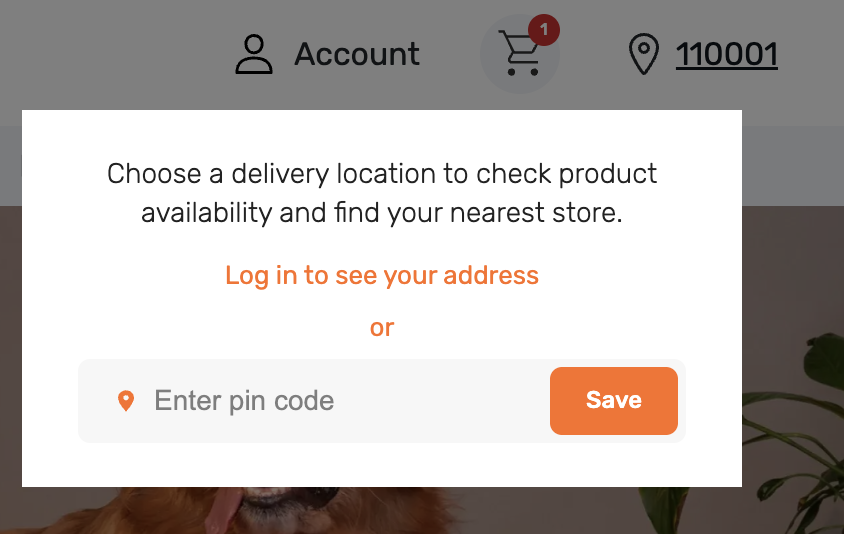 Account
1
110001
Choose a delivery location to check product
availability and find your nearest store.
Log in to see your address
or
Enter pin code
Save